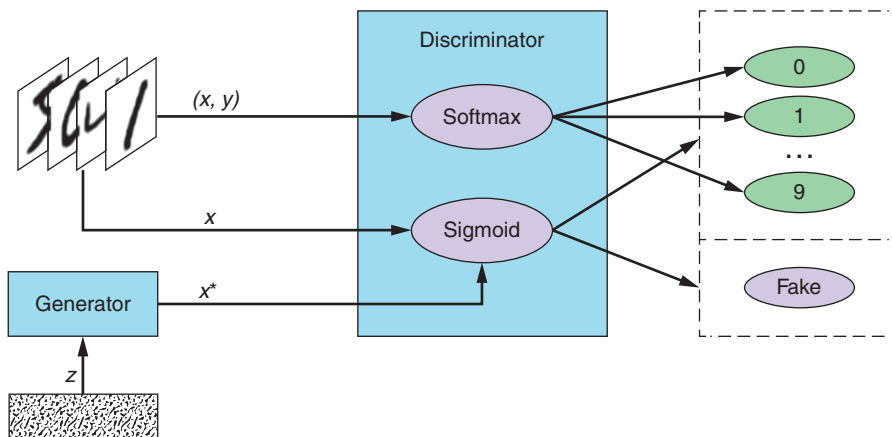 Discriminator
0
(x, y)
Softmax
1
...
9
x
Sigmoid
Generator
x*
Fake
z